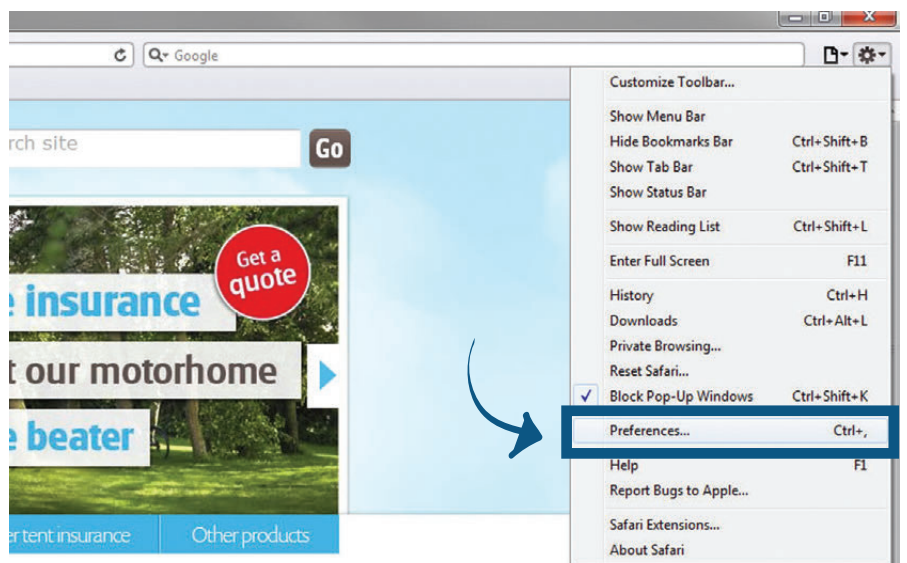 Google
Customize Toolbar...
Show Menu Bar
Hide Bookmarks Bar Ctrl+Shift+B
Show Tab Bar Ctrl+Shift+T
Show Status Bar
Show Reading List Ctrl+Shift+L
Enter Full Screen F11
History Ctrl+H
Downloads Ctrl+Alt+L
Private Browsing...
Reset Safari...
Block Pop-Up Windows Ctrl+Shift+K
Preferences... Ctrl+,
Help F1
Report Bugs to Apple...
Safari Extensions...
About Safari
rch site
Go
Get a
quote
insurance
our motorhome
beater
tent insurance
Other products